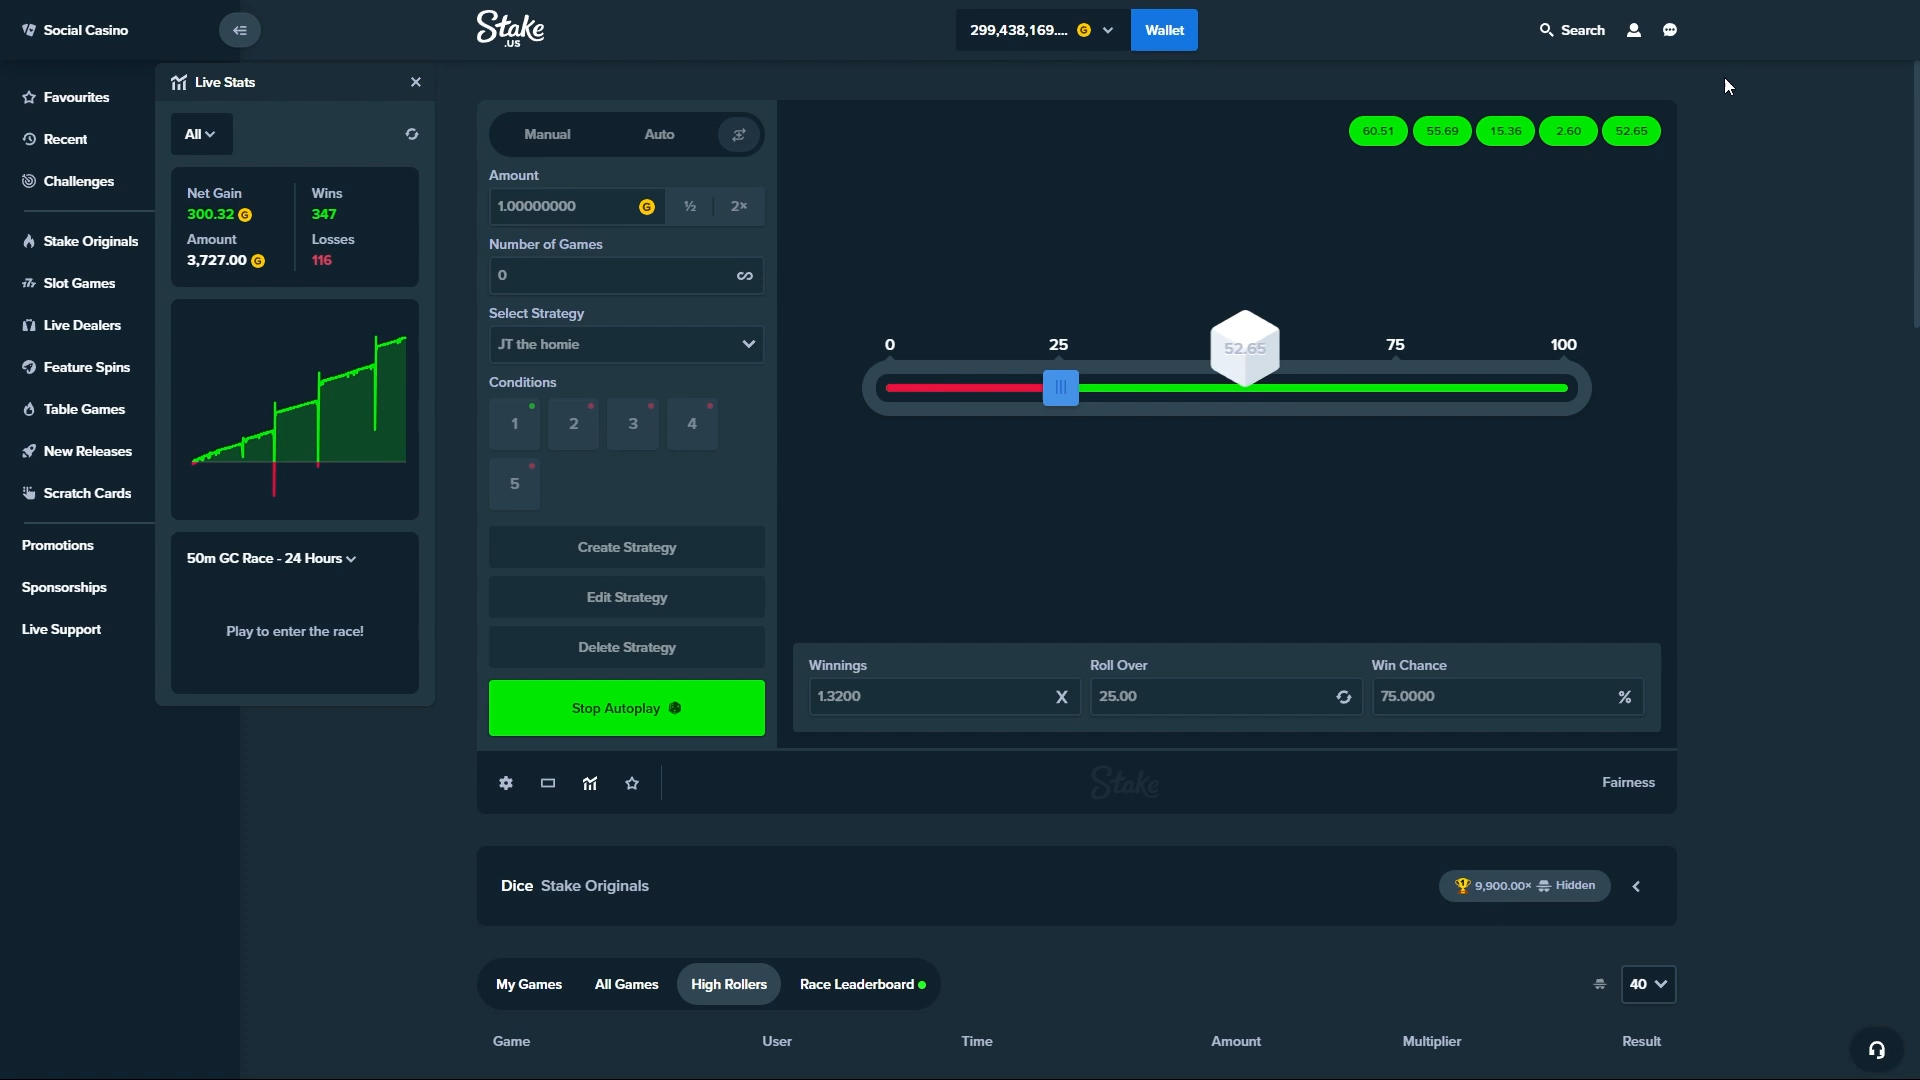 Social Casino
Stake
.US
299,438,169....
Wallet
Search
Favourites
Recent
Challenges
Stake Originals
Slot Games
Live Dealers
Feature Spins
Table Games
New Releases
Scratch Cards
Promotions
Sponsorships
Live Support
Live Stats
All
Net Gain
300.32
Wins
347
Amount
3,727.00
Losses
116
50m GC Race - 24 Hours
Play to enter the race!
Manual
Auto
Amount
1.00000000
½
2×
Number of Games
0
Select Strategy
JT the homie
Conditions
1
2
3
4
5
Create Strategy
Edit Strategy
Delete Strategy
Stop Autoplay
60.51
55.69
15.36
2.60
52.65
0
25
52.65
75
100
Winnings
1.3200
X
Roll Over
25.00
Win Chance
75.0000
%
Stake
Fairness
Dice Stake Originals
9,900.00× Hidden
My Games
All Games
High Rollers
Race Leaderboard
40
Game
User
Time
Amount
Multiplier
Result